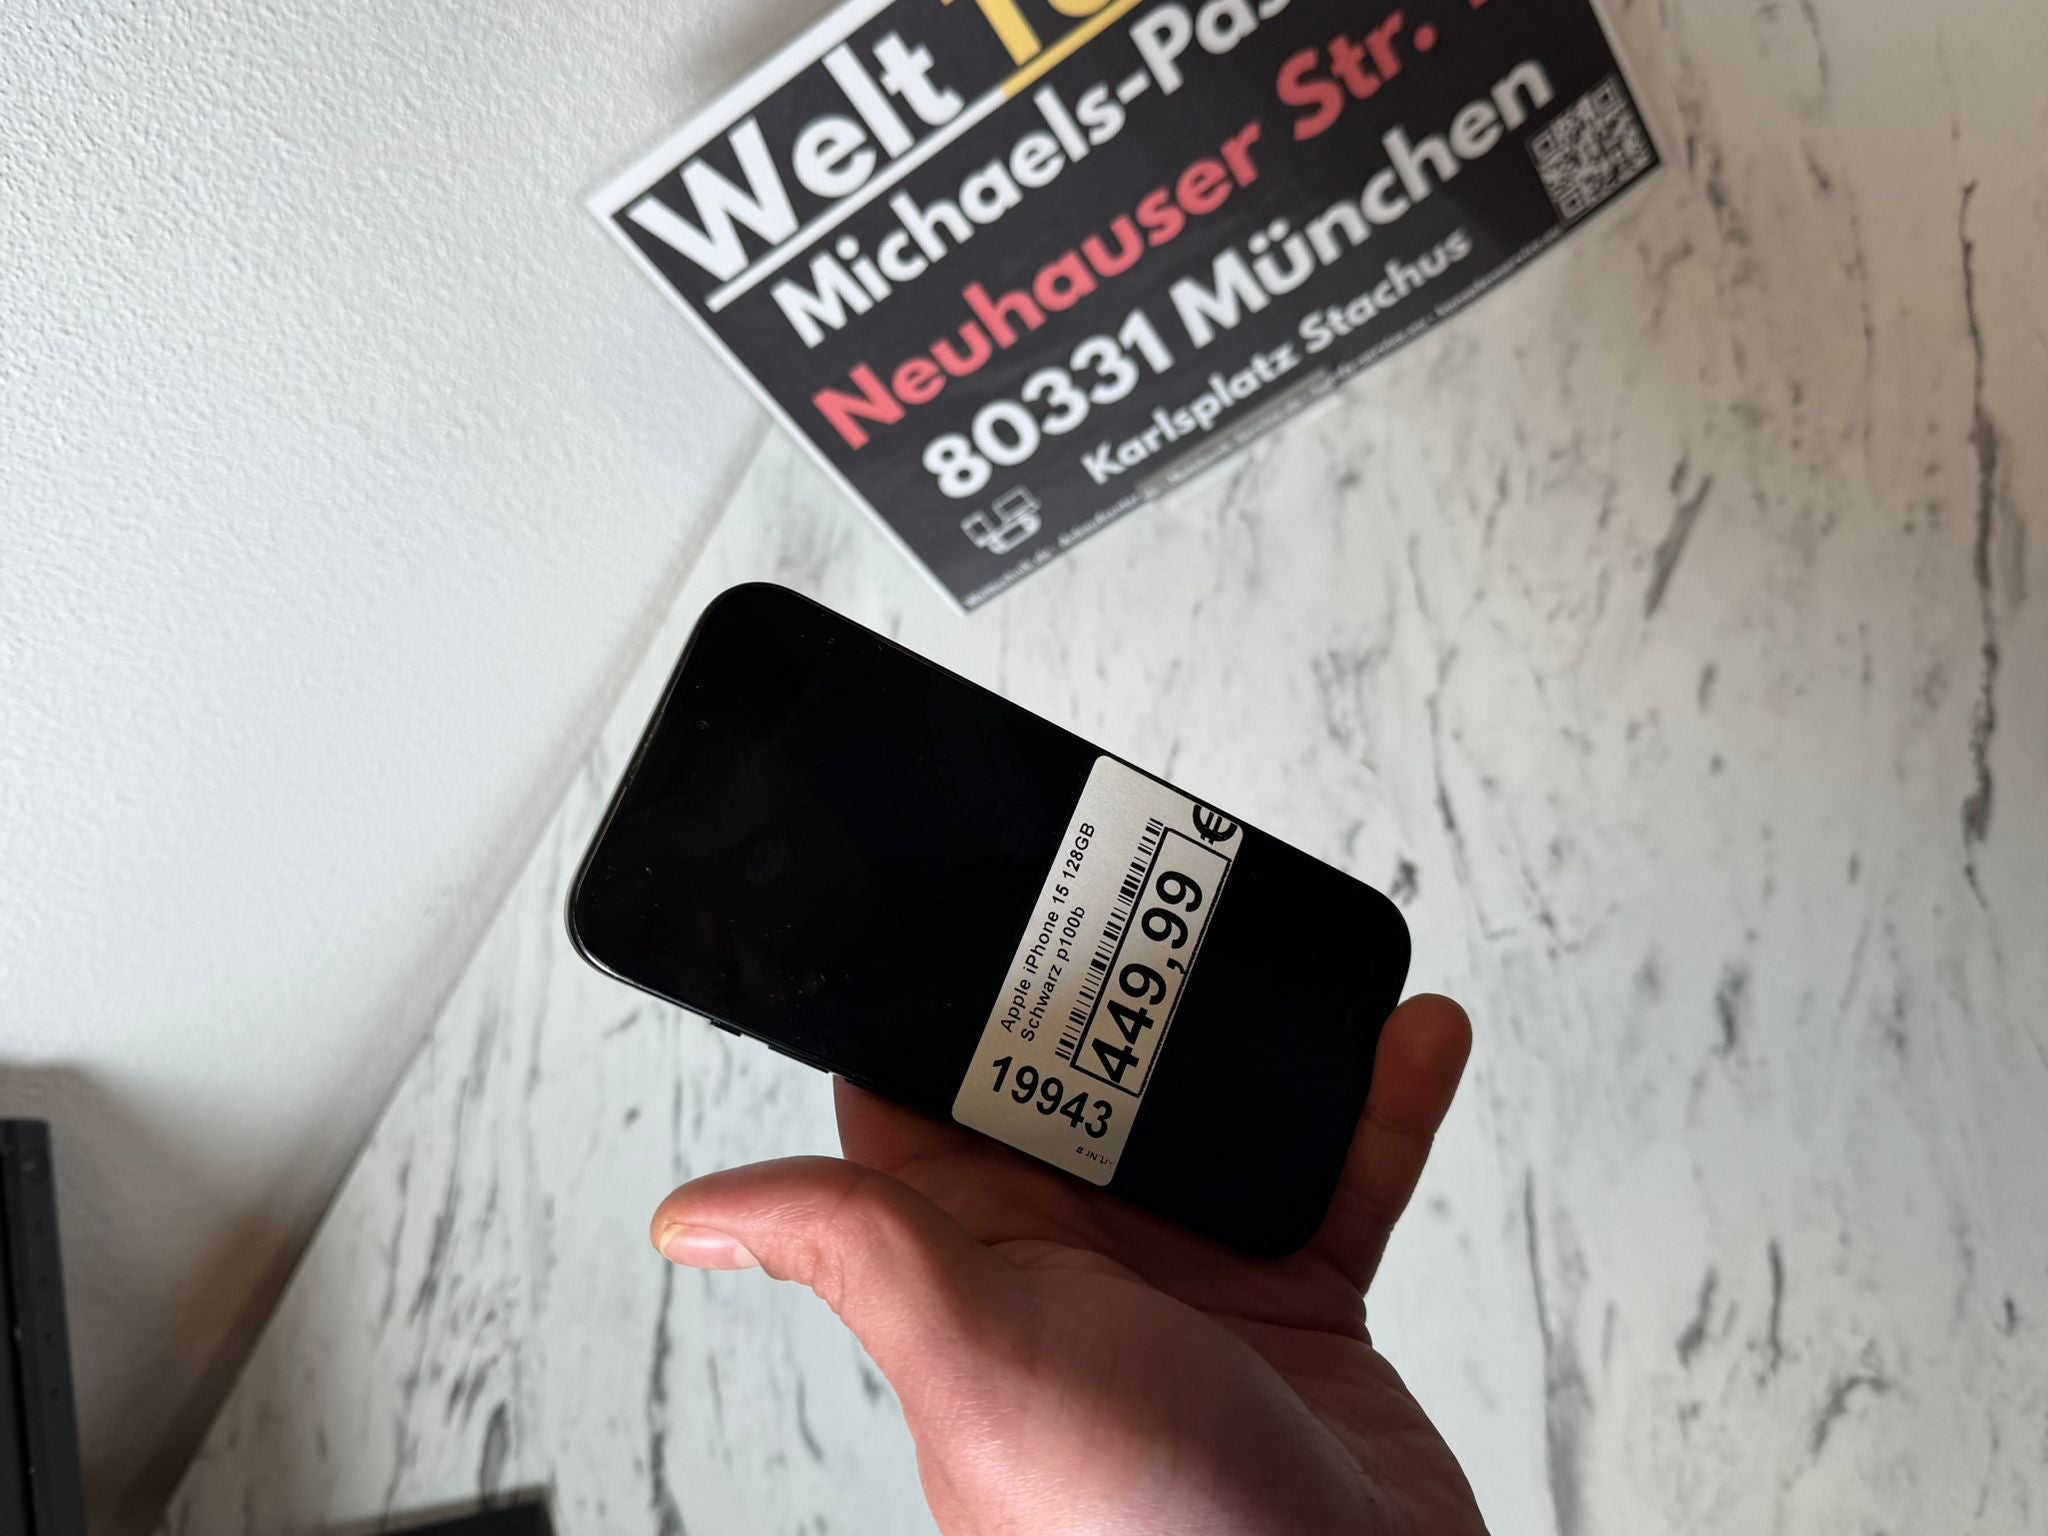 Welt
Michaels-Pas
Neuhauser Str.
80331 München
Karlsplatz Stachus
Apple iPhone 15 128GB
Schwarz p100b
449,99 €
19943